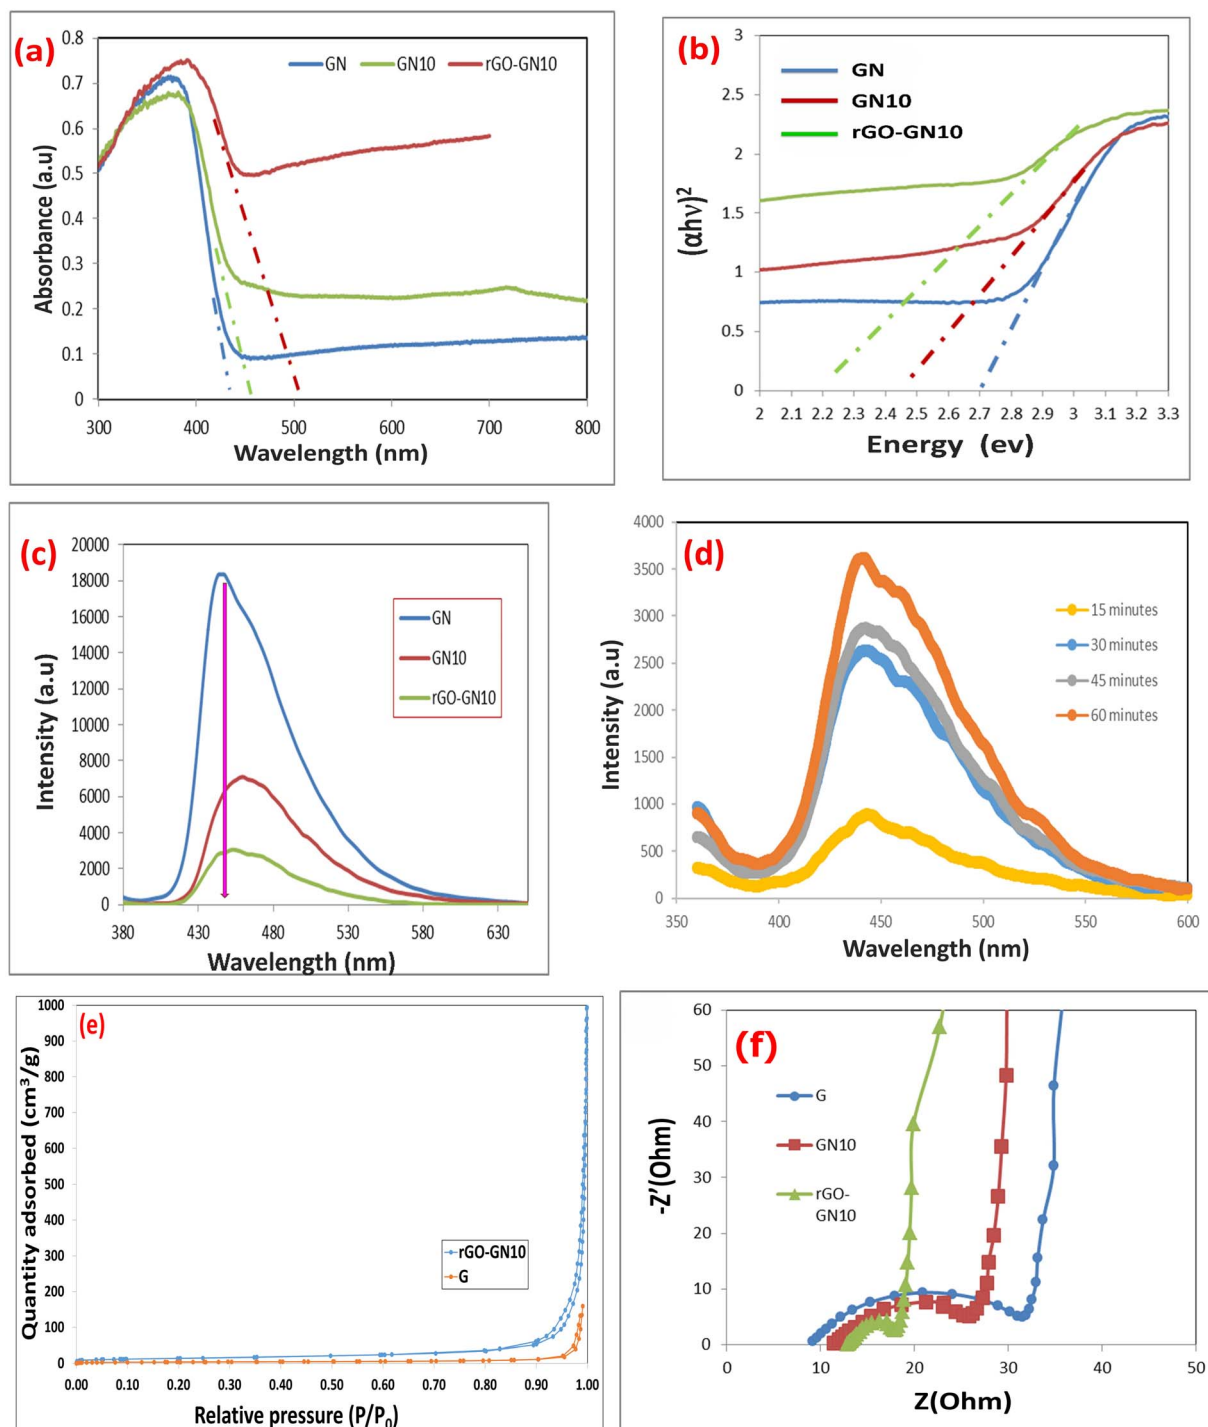 (a)
0.8
0.7
0.6
0.5
0.4
0.3
0.2
0.1
0
Absorbance (a.u)
GN GN10 rGO-GN10
300 400 500 600 700 800
Wavelength (nm)
(b)
3
2.5
2
1.5
1
0.5
0
(αhν)²
GN
GN10
rGO-GN10
2 2.1 2.2 2.3 2.4 2.5 2.6 2.7 2.8 2.9 3 3.1 3.2 3.3
Energy (ev)
(c)
20000
18000
16000
14000
12000
10000
8000
6000
4000
2000
0
Intensity (a.u)
GN
GN10
rGO-GN10
380 430 480 530 580 630
Wavelength (nm)
(d)
4000
3500
3000
2500
2000
1500
1000
500
0
Intensity (a.u)
15 minutes
30 minutes
45 minutes
60 minutes
350 400 450 500 550 600
Wavelength (nm)
(e)
1000
900
800
700
600
500
400
300
200
100
0
Quantity adsorbed (cm³/g)
rGO-GN10
G
0.00 0.10 0.20 0.30 0.40 0.50 0.60 0.70 0.80 0.90 1.00
Relative pressure (P/P₀)
(f)
60
50
40
30
20
10
0
-Z'(Ohm)
G
GN10
rGO-
GN10
0 10 20 30 40 50
Z(Ohm)